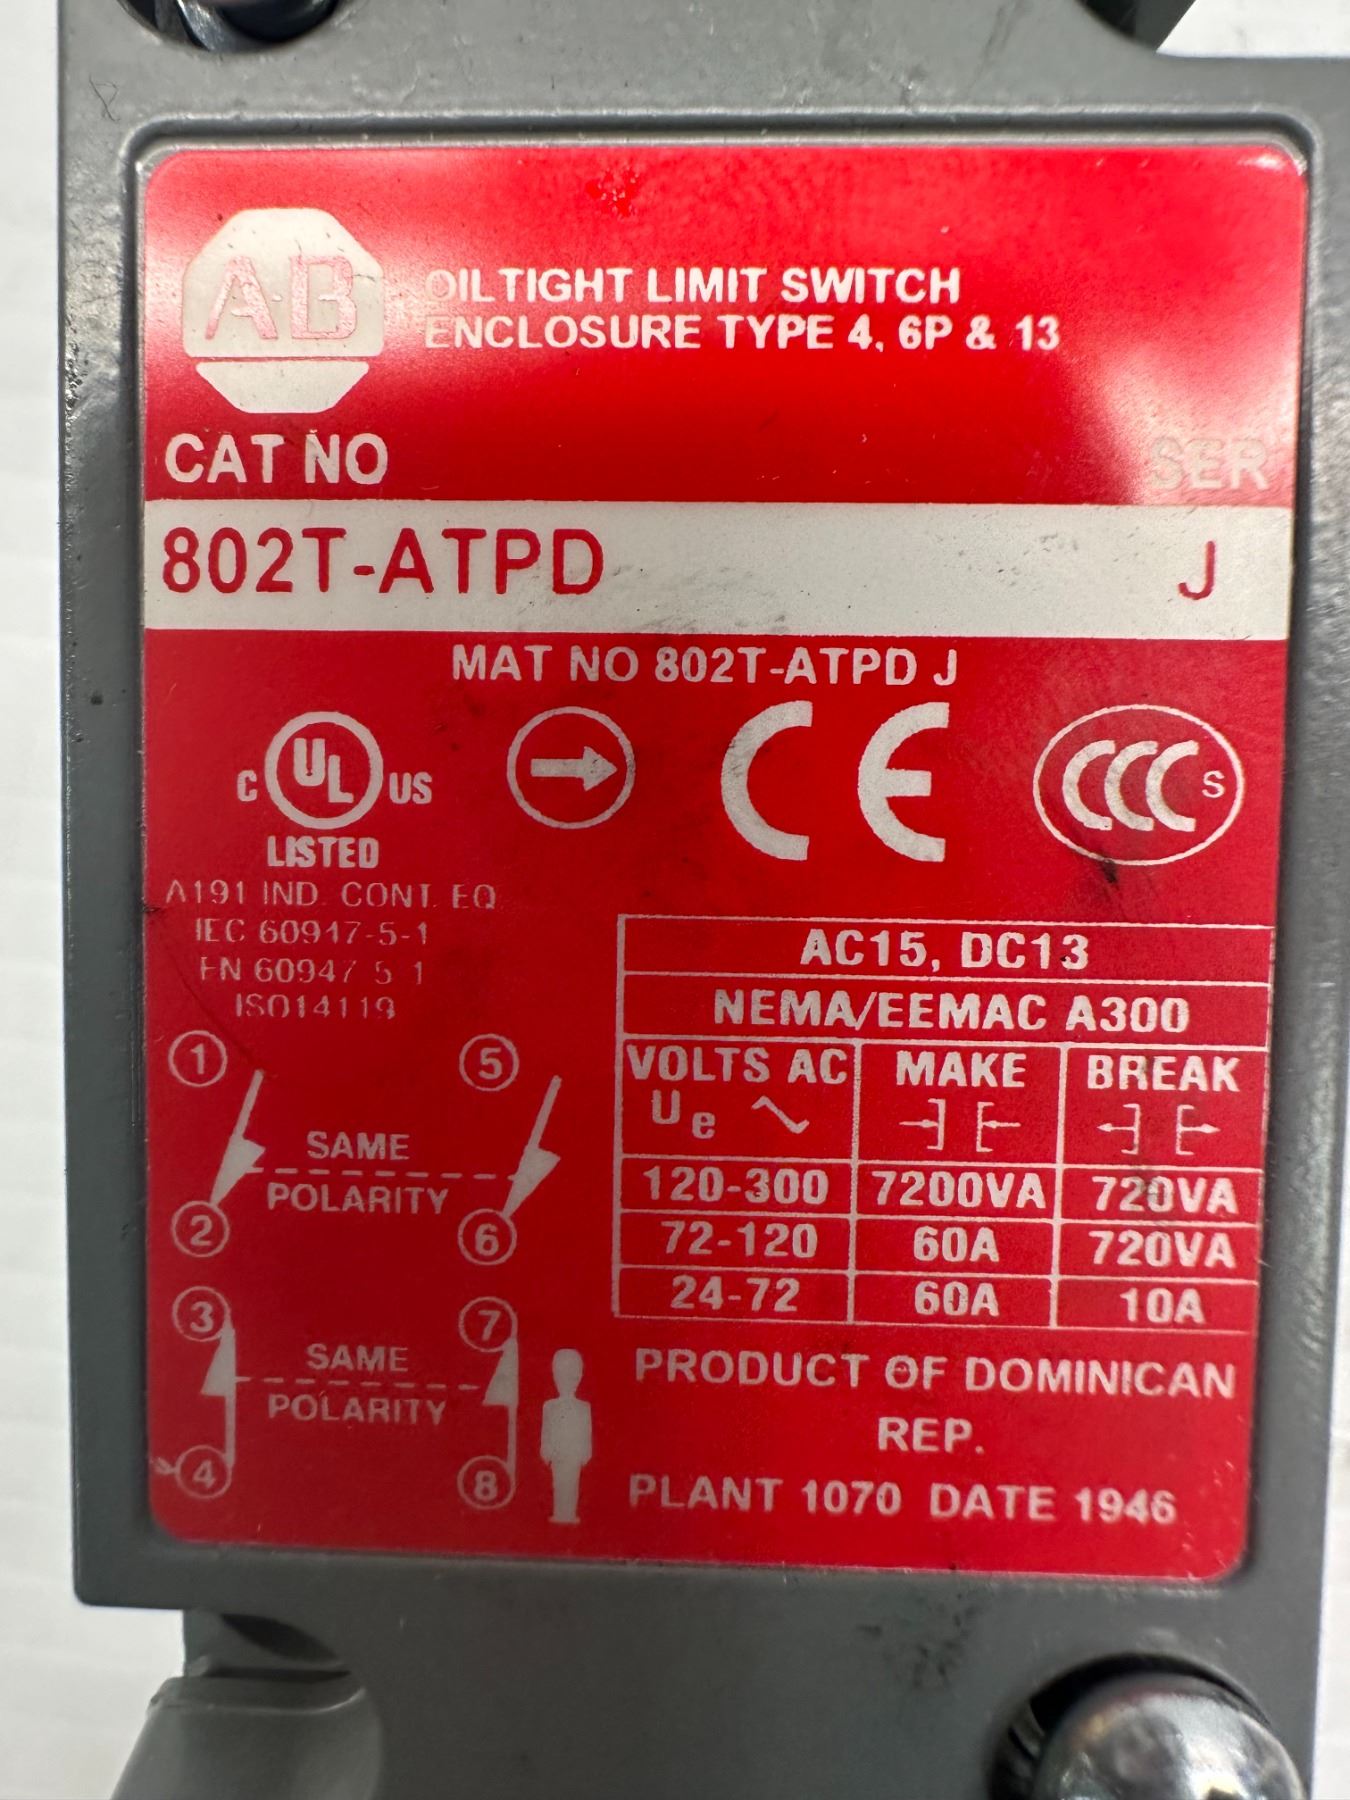 A-B
OILTIGHT LIMIT SWITCH
ENCLOSURE TYPE 4, 6P & 13
CAT NO SER
802T-ATPD J
MAT NO 802T-ATPD J
C UL US
LISTED
CE
CCC S
A191 IND. CONT. EQ.
IEC 60947-5-1
EN 60947-5-1
ISO14119
1 5
SAME
POLARITY
2 6
3 7
SAME
POLARITY
4 8
AC15, DC13
NEMA/EEMAC A300
VOLTS AC MAKE BREAK
Ue
120-300 7200VA 720VA
72-120 60A 720VA
24-72 60A 10A
PRODUCT OF DOMINICAN
REP.
PLANT 1070 DATE 1946